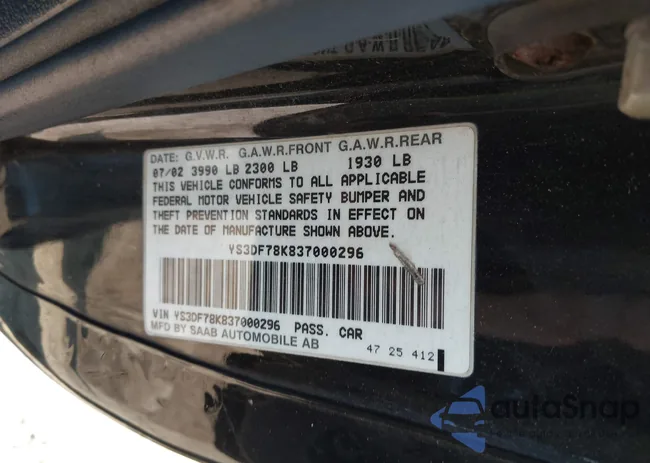 DATE: G.V.W.R. G.A.W.R.FRONT G.A.W.R.REAR
07/02 3990 LB 2300 LB 1930 LB
THIS VEHICLE CONFORMS TO ALL APPLICABLE
FEDERAL MOTOR VEHICLE SAFETY BUMPER AND
THEFT PREVENTION STANDARDS IN EFFECT ON
THE DATE OF MANUFACTURE SHOWN ABOVE.
YS3DF78K837000296
VIN YS3DF78K837000296 PASS. CAR
MFD BY SAAB AUTOMOBILE AB
47 25 412
autoSnap